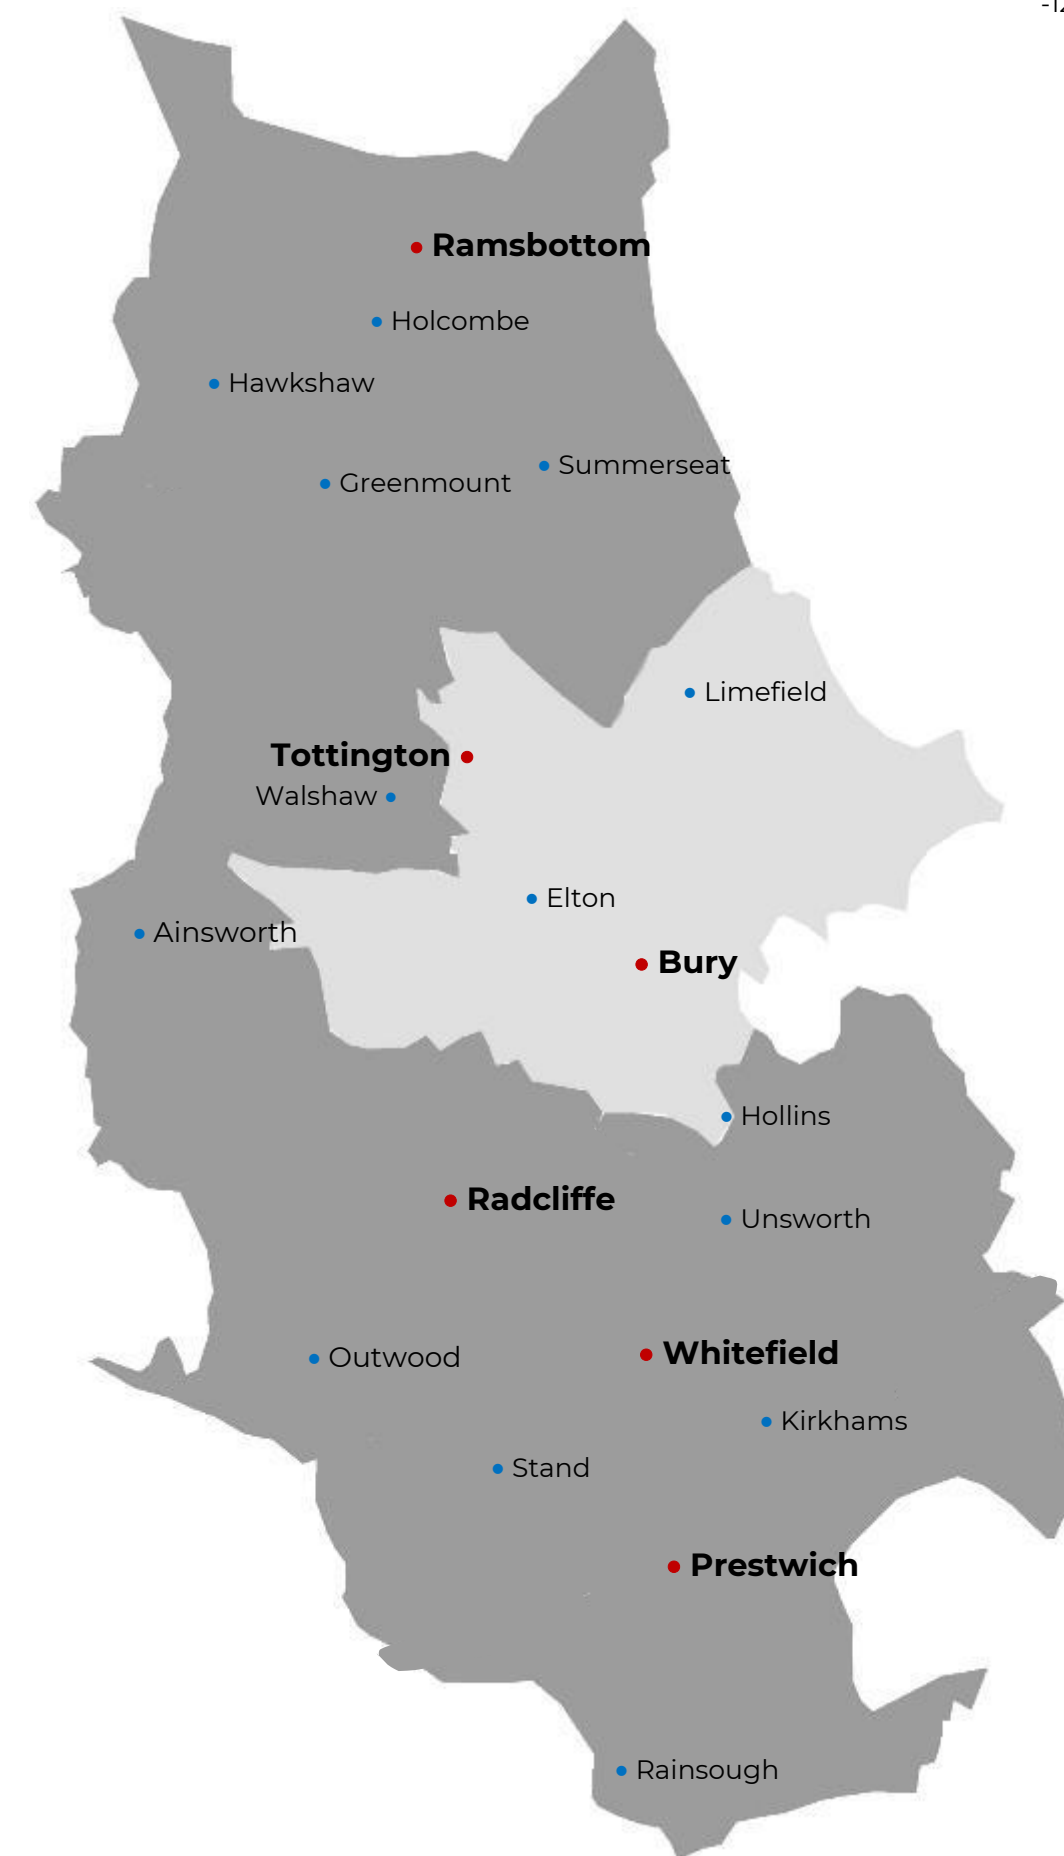 -12
Ramsbottom
Holcombe
Hawkshaw
Summerseat
Greenmount
Limefield
Tottington
Walshaw
Elton
Ainsworth
Bury
Hollins
Radcliffe
Unsworth
Whitefield
Outwood
Kirkhams
Stand
Prestwich
Rainsough